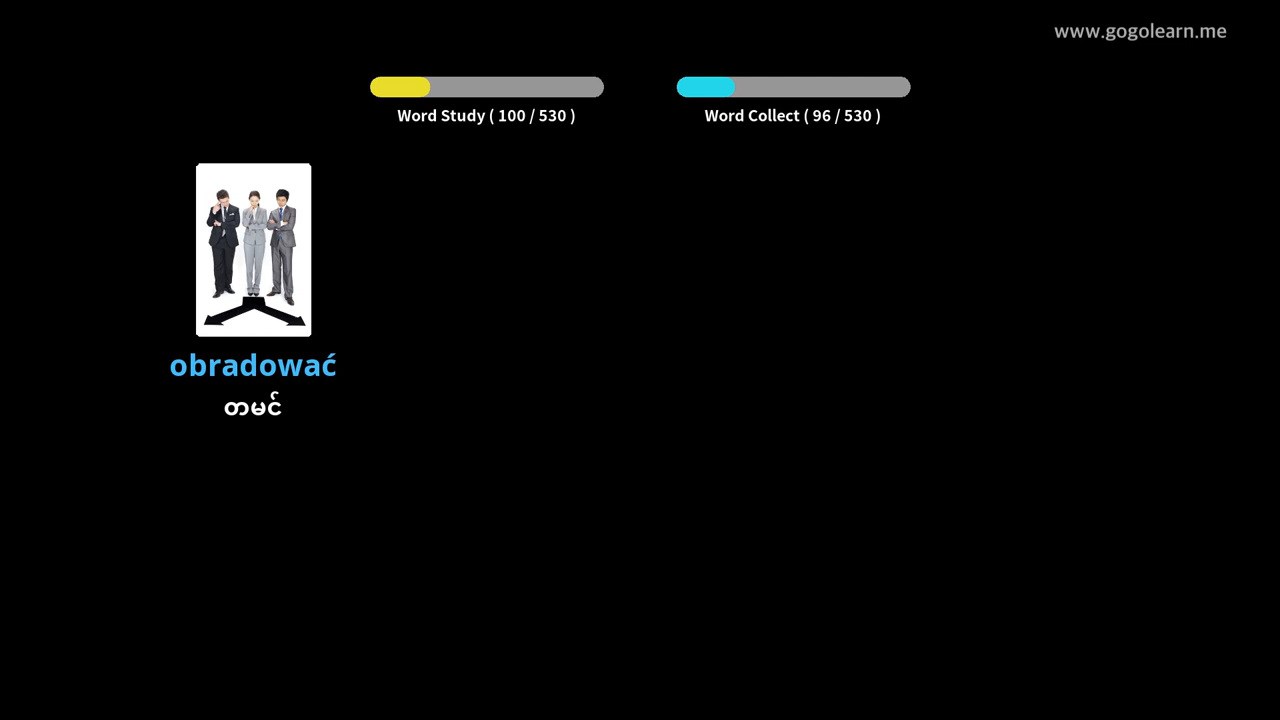 www.gogolearn.me
Word Study ( 100 / 530 )
Word Collect ( 96 / 530 )
obradować
တမင်